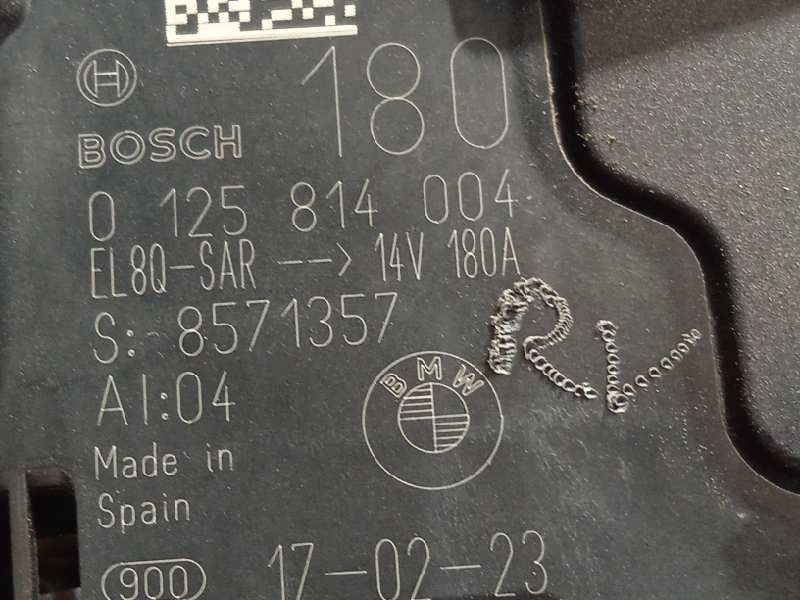 180
BOSCH
0 125 814 004
EL8Q-SAR --> 14V 180A
S: 8571357
AI:04
BMW
RV
Made in
Spain
900 17-02-23